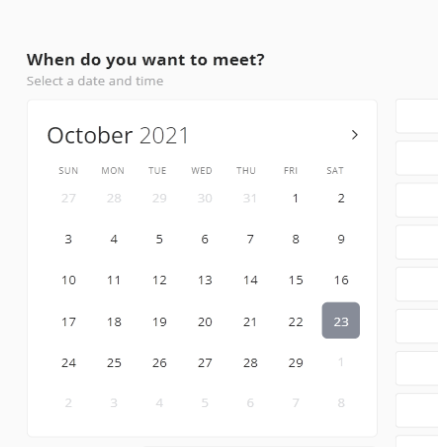 When do you want to meet?
Select a date and time
October 2021
SUN MON TUE WED THU FRI SAT
27 28 29 30 31 1 2
3 4 5 6 7 8 9
10 11 12 13 14 15 16
17 18 19 20 21 22 23
24 25 26 27 28 29 1
2 3 4 5 6 7 8